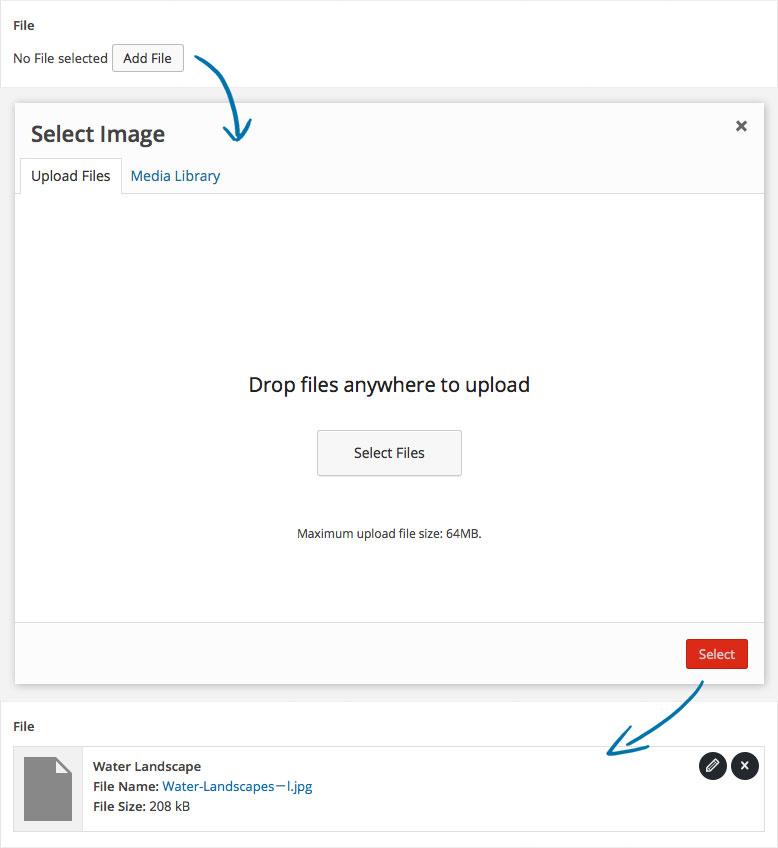 File
No File selected Add File
Select Image
Upload Files Media Library
Drop files anywhere to upload
Select Files
Maximum upload file size: 64MB.
Select
File
Water Landscape
File Name: Water-Landscapes—l.jpg
File Size: 208 kB